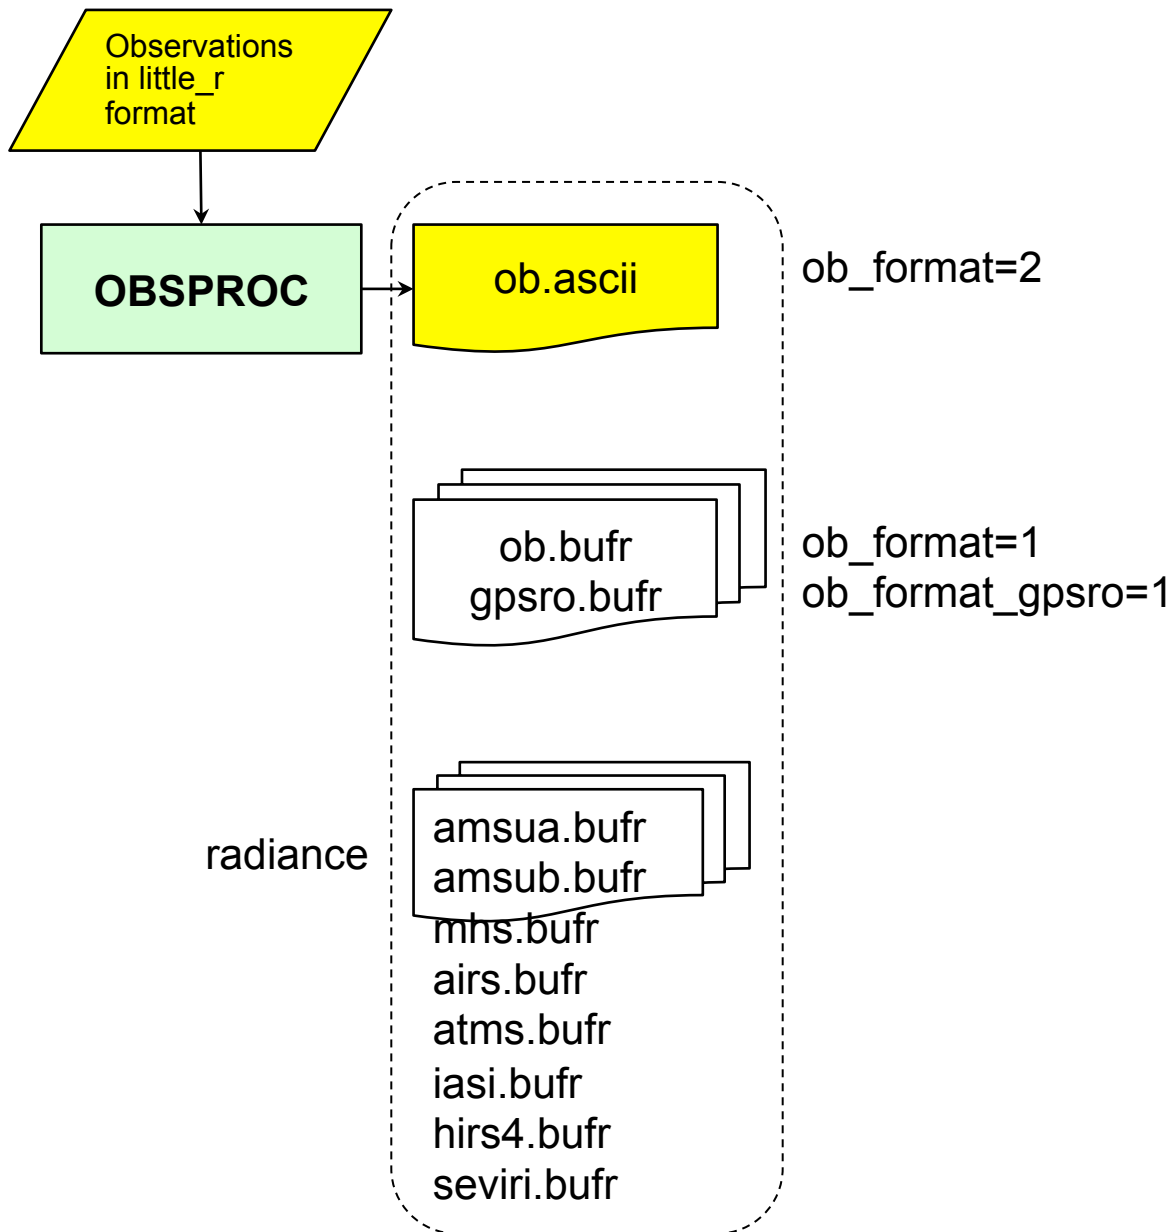 Observations
in little_r
format
OBSPROC
ob.ascii
ob_format=2
ob.bufr
gpsro.bufr
ob_format=1
ob_format_gpsro=1
radiance
amsua.bufr
amsub.bufr
mhs.bufr
airs.bufr
atms.bufr
iasi.bufr
hirs4.bufr
seviri.bufr